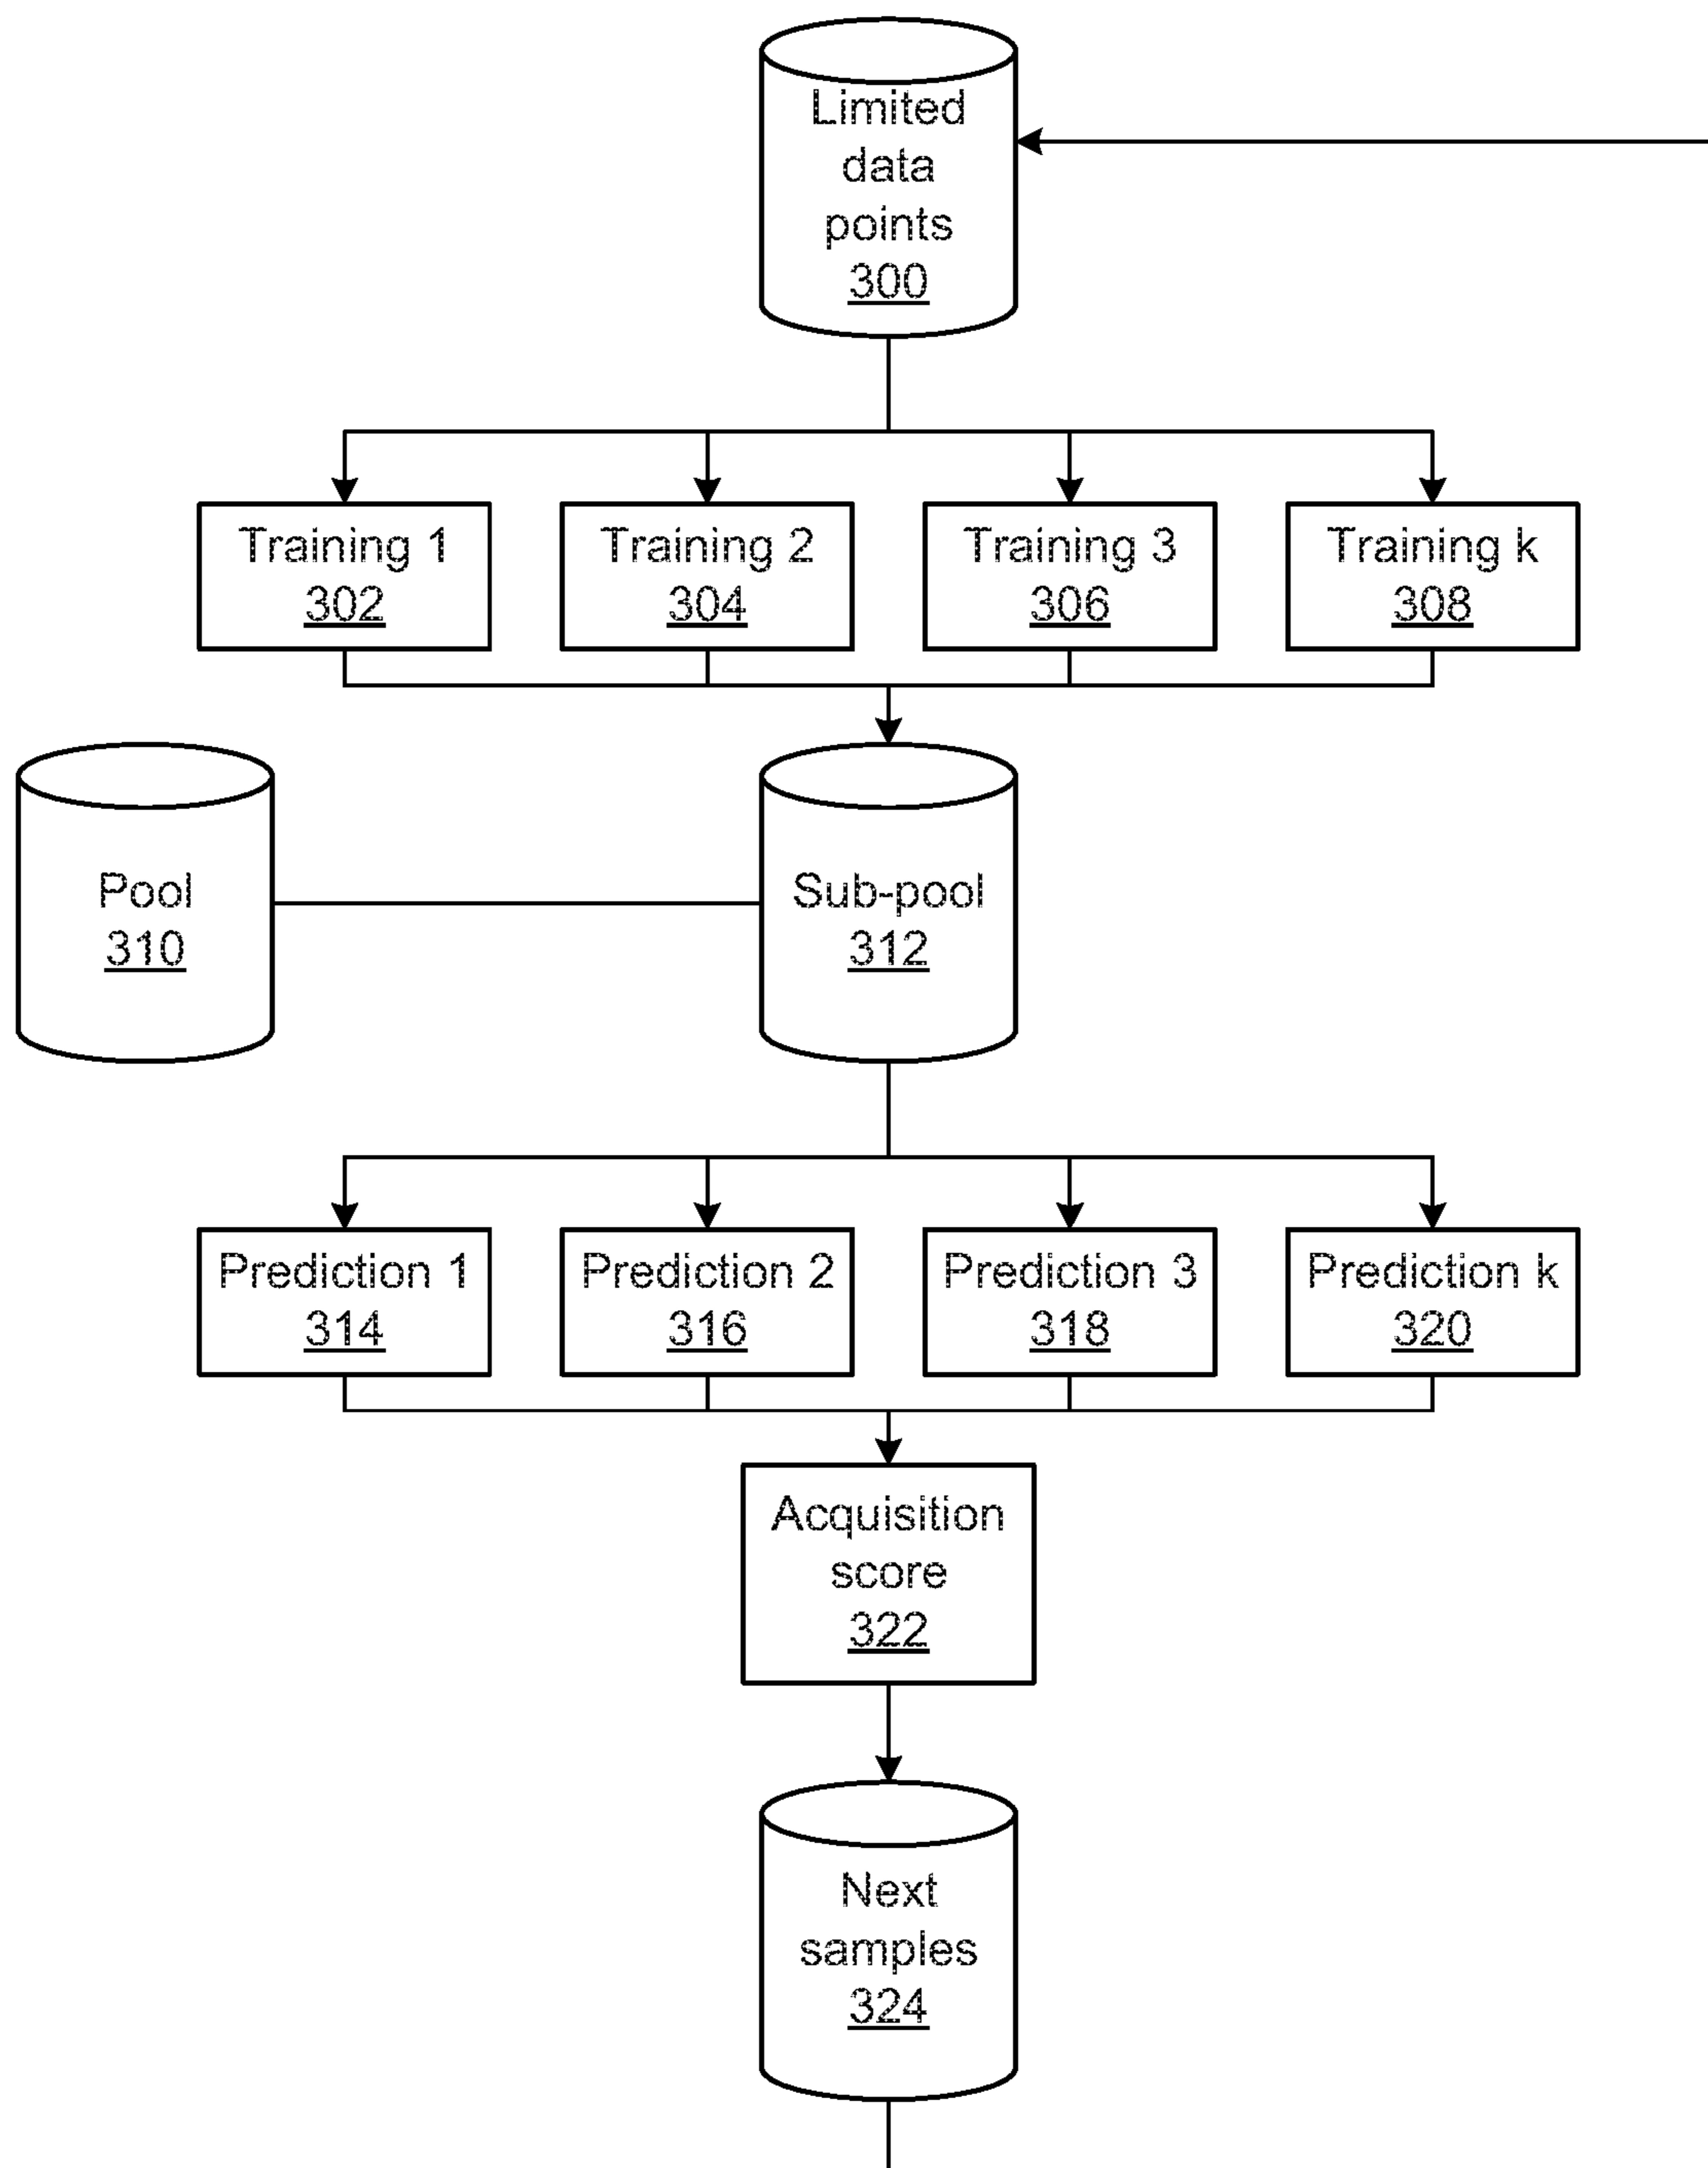 Limited
data
points
300
Training 1
302
Training 2
304
Training 3
306
Training k
308
Pool
310
Sub-pool
312
Prediction 1
314
Prediction 2
316
Prediction 3
318
Prediction k
320
Acquisition
score
322
Next
samples
324